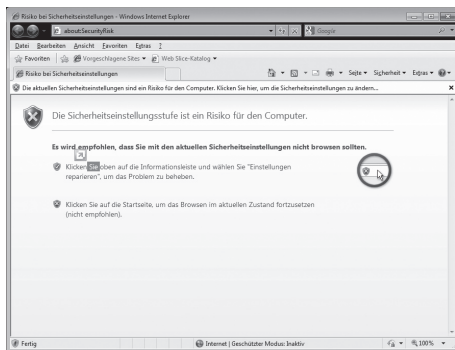 Risiko bei Sicherheitseinstellungen - Windows Internet Explorer
about:SecurityRisk
Google
Datei Bearbeiten Ansicht Favoriten Extras ?
Favoriten Vorgeschlagene Sites Web Slice-Katalog
Risiko bei Sicherheitseinstellungen Seite Sicherheit Extras
Die aktuellen Sicherheitseinstellungen sind ein Risiko für den Computer. Klicken Sie hier, um die Sicherheitseinstellungen zu ändern...
Die Sicherheitseinstellungsstufe ist ein Risiko für den Computer.
Es wird empfohlen, dass Sie mit den aktuellen Sicherheitseinstellungen nicht browsen sollten.
Klicken Sie oben auf die Informationsleiste und wählen Sie "Einstellungen
reparieren", um das Problem zu beheben.
Klicken Sie auf die Startseite, um das Browsen im aktuellen Zustand fortzusetzen
(nicht empfohlen).
Fertig Internet | Geschützter Modus: Inaktiv 100%